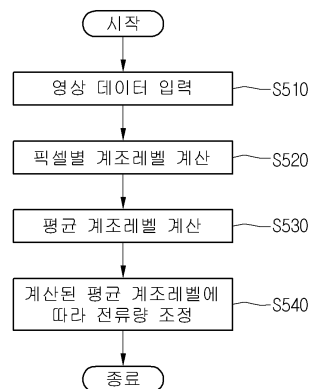 시작
영상 데이터 입력
S510
픽셀별 계조레벨 계산
S520
평균 계조레벨 계산
S530
계산된 평균 계조레벨에
따라 전류량 조정
S540
종료